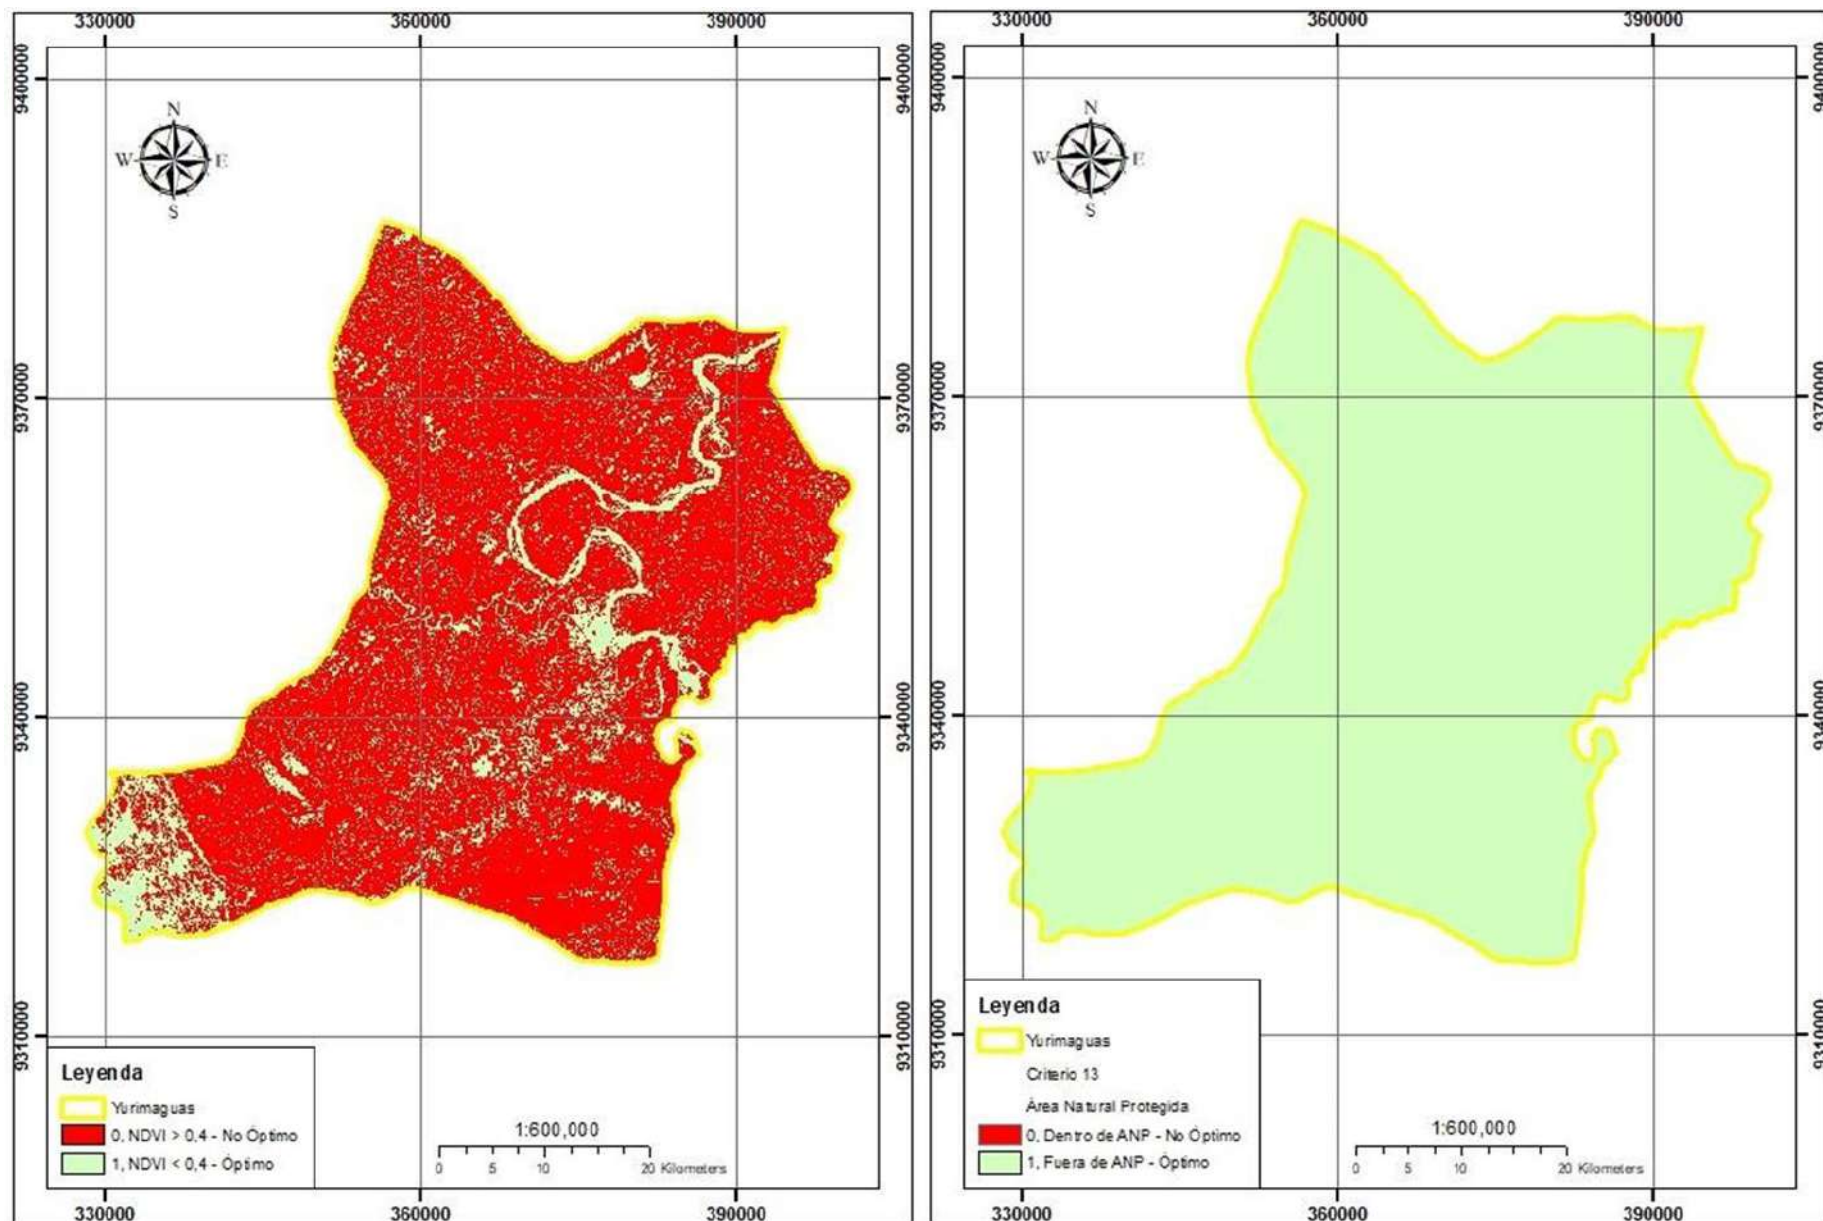 330000 360000 390000
9400000 9400000
N
W E
S
9370000 9370000
9340000 9340000
9310000 9310000
Leyenda
Yurimaguas
0, NDVI > 0,4 - No Óptimo
1, NDVI < 0,4 - Óptimo
1:600,000
0 5 10 20 Kilometers
330000 360000 390000
330000 360000 390000
9400000 9400000
N
W E
S
9370000 9370000
9340000 9340000
9310000 9310000
Leyenda
Yurimaguas
Criterio 13
Área Natural Protegida
0, Dentro de ANP - No Óptimo
1, Fuera de ANP - Óptimo
1:600,000
0 5 10 20 Kilometers
330000 360000 390000